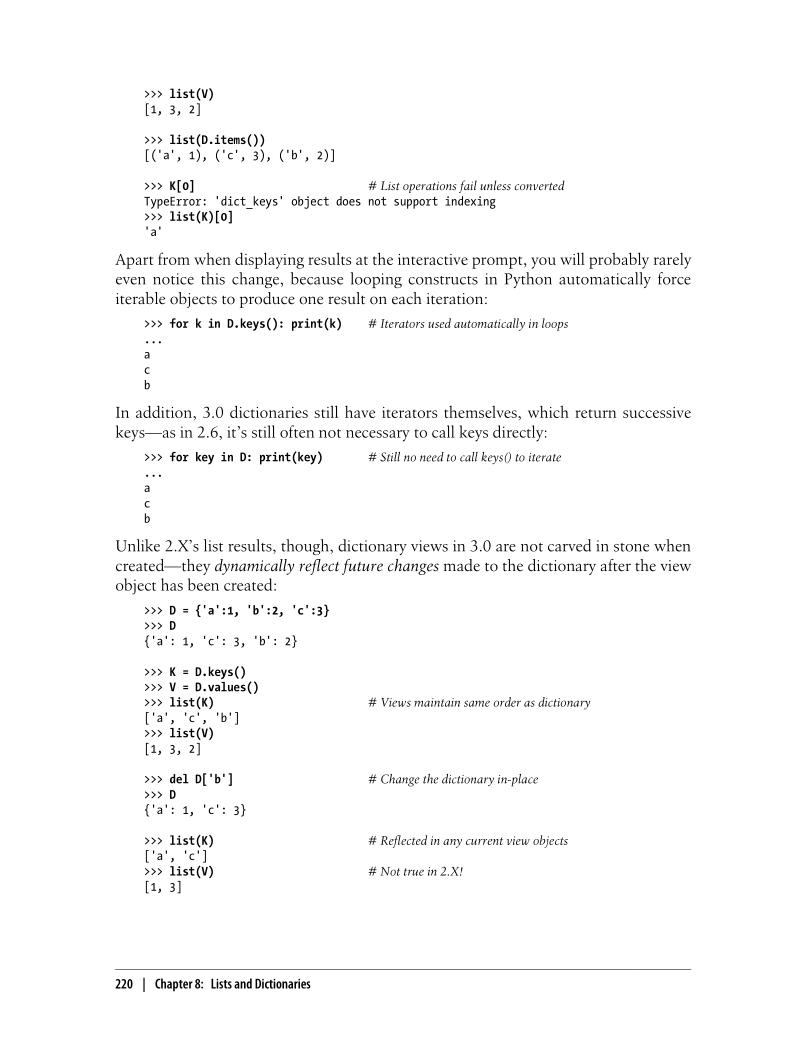 >>> list(V)
[1, 3, 2]
>>> list(D.items())
[('a', 1), ('c', 3), ('b', 2)]
>>> K[0] # List operations fail unless converted
TypeError: 'dict_keys' object does not support indexing
>>> list(K)[0]
'a'
Apart from when displaying results at the interactive prompt, you will probably rarely
even notice this change, because looping constructs in Python automatically force
iterable objects to produce one result on each iteration:
>>> for k in D.keys(): print(k) # Iterators used automatically in loops
...
a
c
b
In addition, 3.0 dictionaries still have iterators themselves, which return successive
keys—as in 2.6, it's still often not necessary to call keys directly:
>>> for key in D: print(key) # Still no need to call keys() to iterate
...
a
c
b
Unlike 2.X's list results, though, dictionary views in 3.0 are not carved in stone when
created—they dynamically reflect future changes made to the dictionary after the view
object has been created:
>>> D = {'a':1, 'b':2, 'c':3}
>>> D
{'a': 1, 'c': 3, 'b': 2}
>>> K = D.keys()
>>> V = D.values()
>>> list(K) # Views maintain same order as dictionary
['a', 'c', 'b']
>>> list(V)
[1, 3, 2]
>>> del D['b'] # Change the dictionary in-place
>>> D
{'a': 1, 'c': 3}
>>> list(K) # Reflected in any current view objects
['a', 'c']
>>> list(V) # Not true in 2.X!
[1, 3]
220 | Chapter 8: Lists and Dictionaries